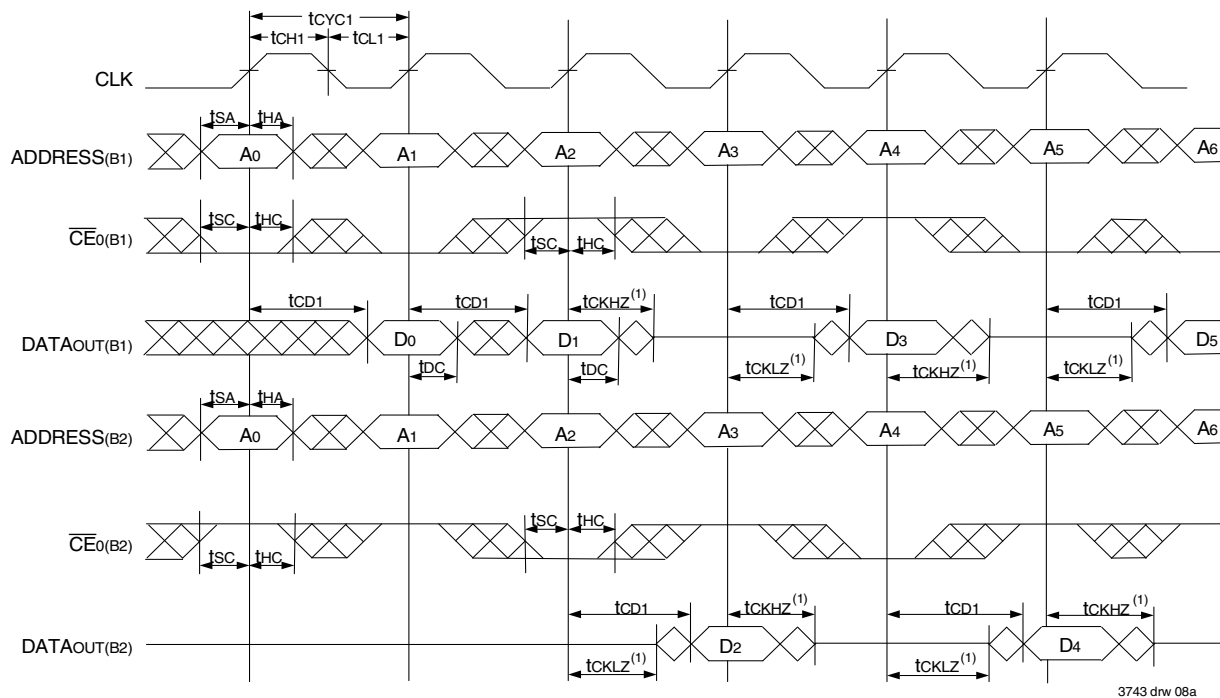 tCYC1
tCH1 tCL1
CLK
tSA tHA
ADDRESS(B1) A0 A1 A2 A3 A4 A5 A6
tSC tHC
CE0(B1)
tSC tHC
tCD1 tCD1 tCKHZ(1) tCD1 tCD1
DATAOUT(B1) D0 D1 D3 D5
tDC tDC tCKLZ(1) tCKHZ(1) tCKLZ(1)
tSA tHA
ADDRESS(B2) A0 A1 A2 A3 A4 A5 A6
tSC tHC
CE0(B2)
tSC tHC
tCD1 tCKHZ(1) tCD1 tCKHZ(1)
DATAOUT(B2) D2 D4
tCKLZ(1) tCKLZ(1)
3743 drw 08a